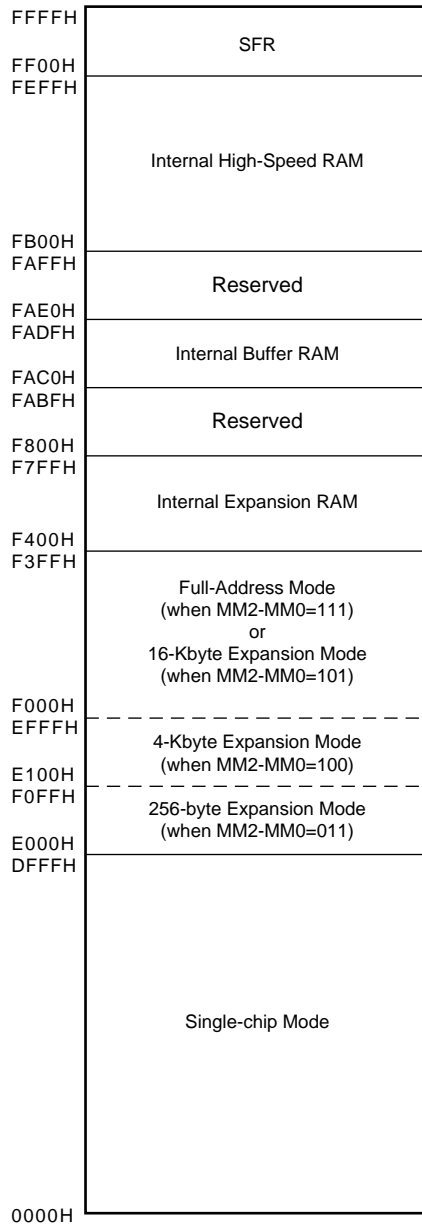 FFFFH
SFR
FF00H
FEFFH
Internal High-Speed RAM
FB00H
FAFFH
Reserved
FAE0H
FADFH
Internal Buffer RAM
FAC0H
FABFH
Reserved
F800H
F7FFH
Internal Expansion RAM
F400H
F3FFH
Full-Address Mode
(when MM2-MM0=111)
or
16-Kbyte Expansion Mode
(when MM2-MM0=101)
F000H
EFFFH
4-Kbyte Expansion Mode
(when MM2-MM0=100)
E100H
F0FFH
256-byte Expansion Mode
(when MM2-MM0=011)
E000H
DFFFH
Single-chip Mode
0000H